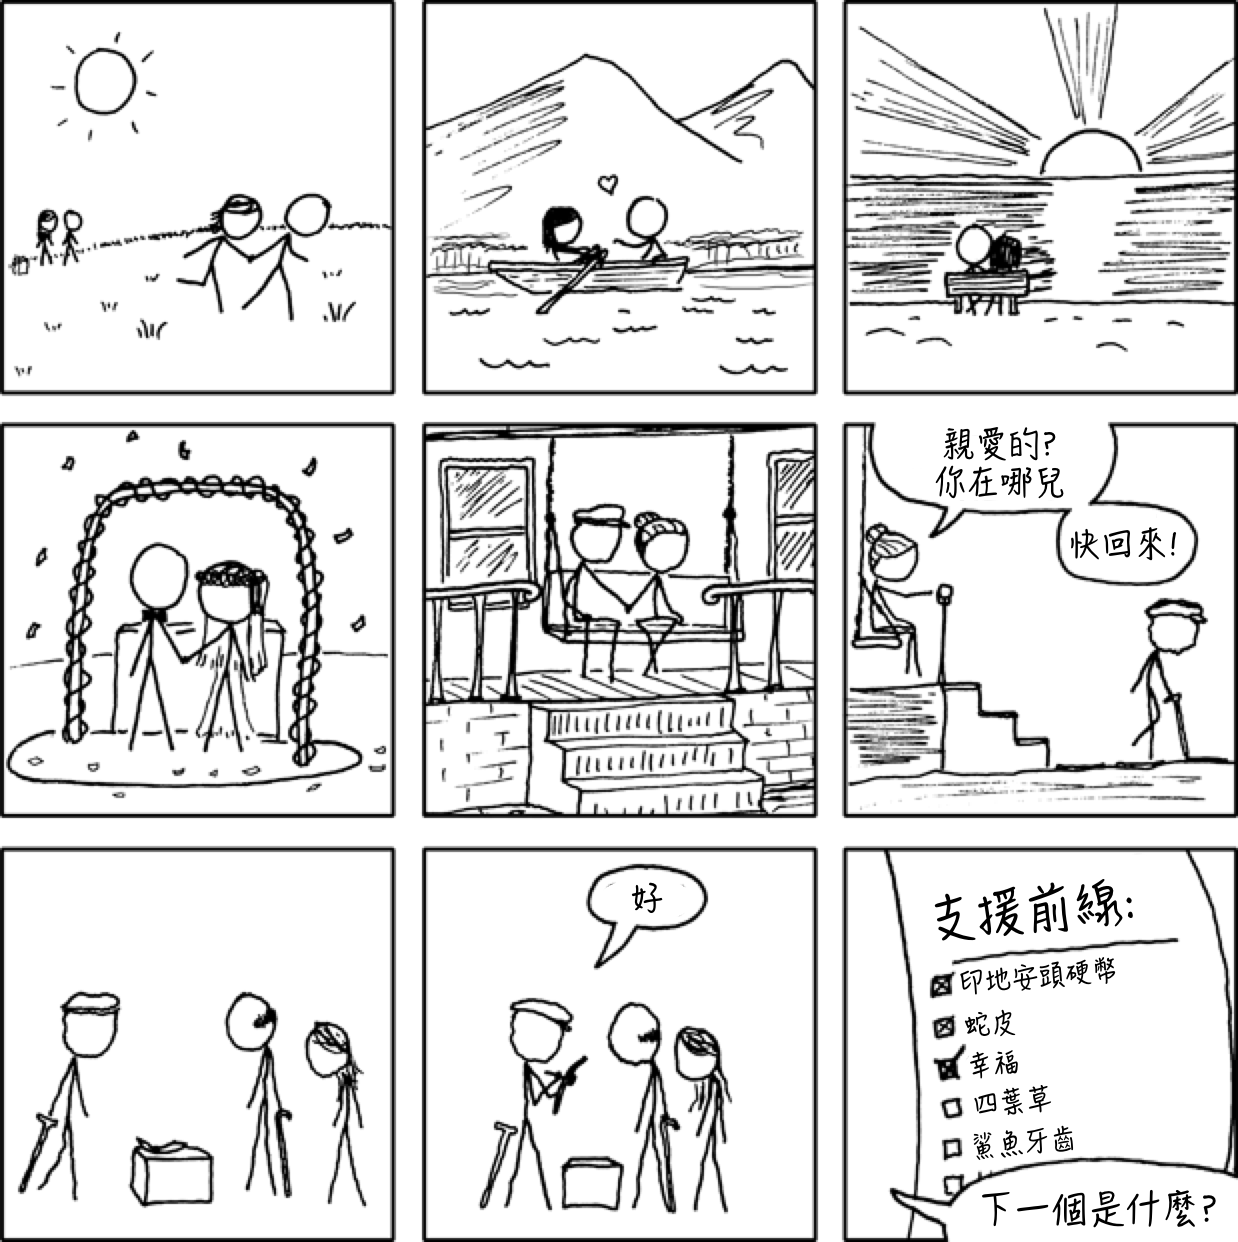 親愛的?
你在哪兒
快回來!
好
支援前線:
印地安頭硬幣
蛇皮
幸福
四葉草
鯊魚牙齒
下一個是什麼?